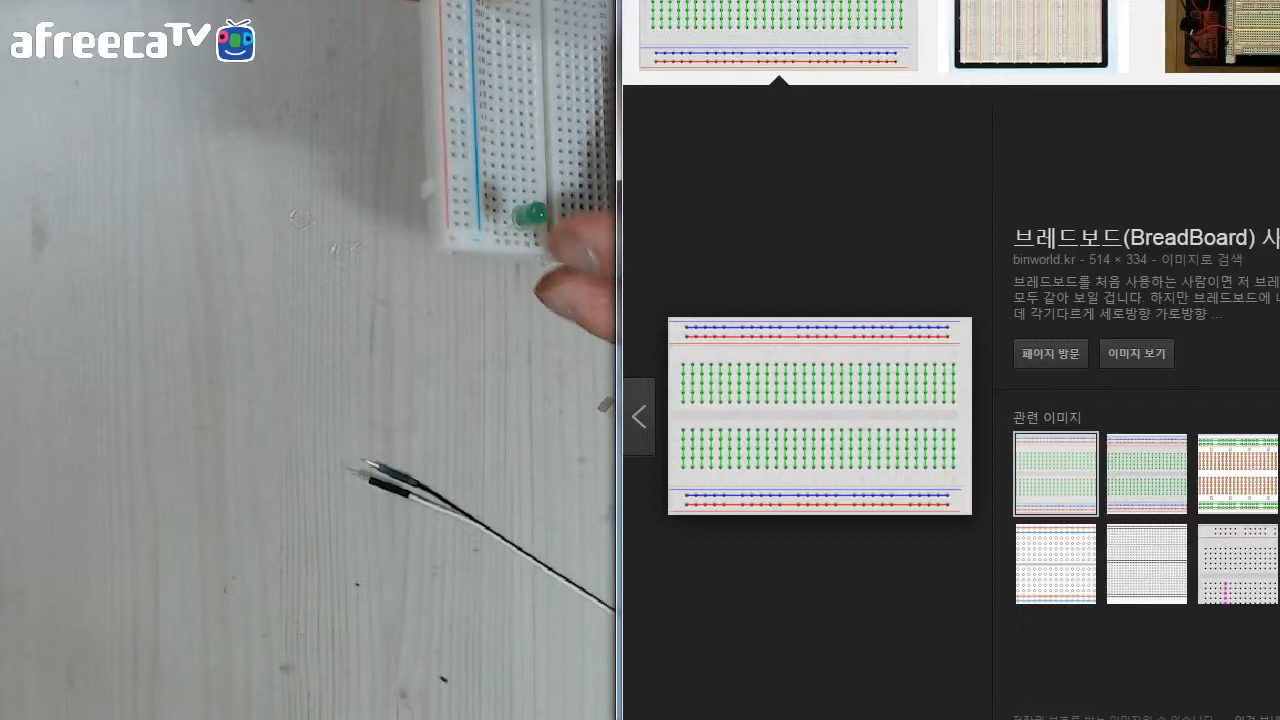 afreecaTV
브레드보드(BreadBoard) 사
binworld.kr - 514 × 334 - 이미지로 검색
브레드보드를 처음 사용하는 사람이면 저 브레
모두 같아 보일 겁니다. 하지만 브레드보드에 나
데 각기다르게 세로방향 가로방향 ...
페이지 방문
이미지 보기
관련 이미지